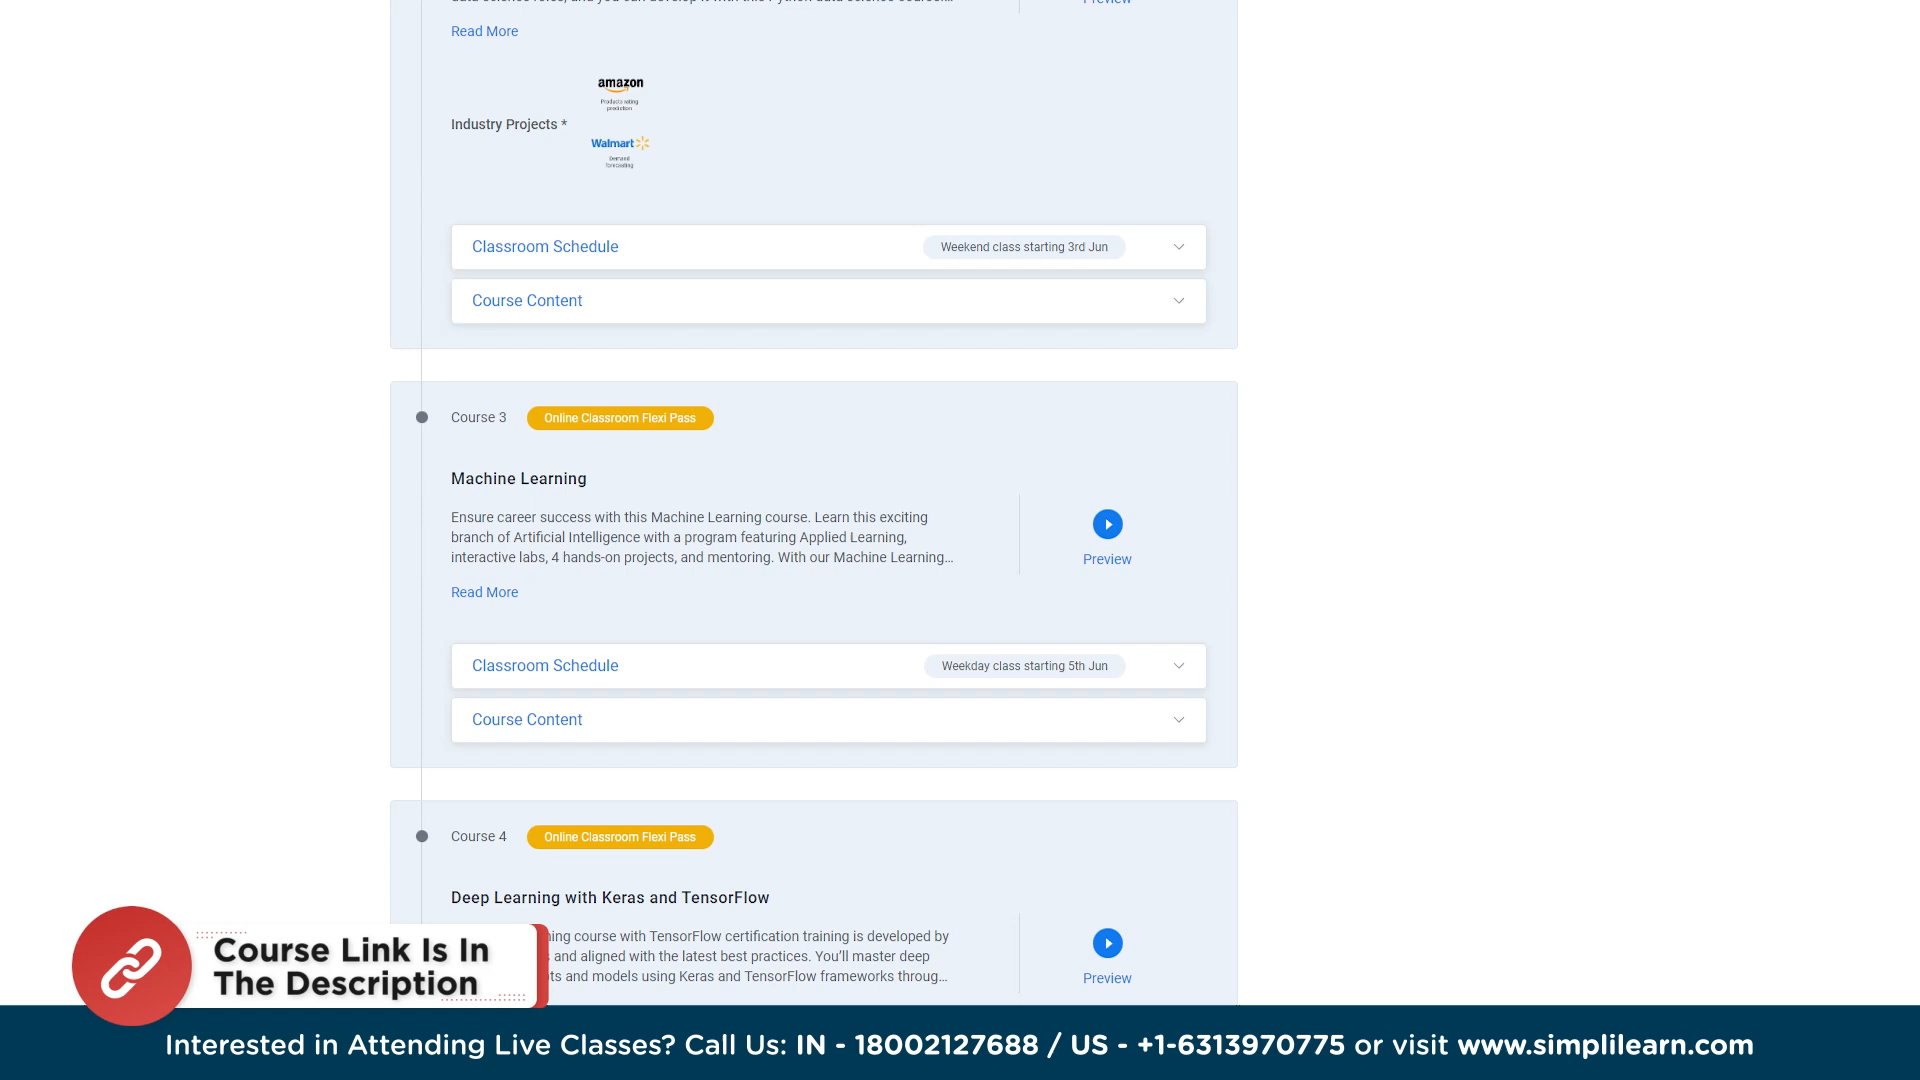 Read More
amazon
Products rating
prediction
Industry Projects *
Walmart
Demand
forecasting
Classroom Schedule
Weekend class starting 3rd Jun
Course Content
Course 3
Online Classroom Flexi Pass
Machine Learning
Ensure career success with this Machine Learning course. Learn this exciting
branch of Artificial Intelligence with a program featuring Applied Learning,
interactive labs, 4 hands-on projects, and mentoring. With our Machine Learning...
Preview
Read More
Classroom Schedule
Weekday class starting 5th Jun
Course Content
Course 4
Online Classroom Flexi Pass
Deep Learning with Keras and TensorFlow
course with TensorFlow certification training is developed by
and aligned with the latest best practices. You'll master deep
and models using Keras and TensorFlow frameworks throug...
Preview
Course Link Is In
The Description
Interested in Attending Live Classes? Call Us: IN - 18002127688 / US - +1-6313970775 or visit www.simplilearn.com